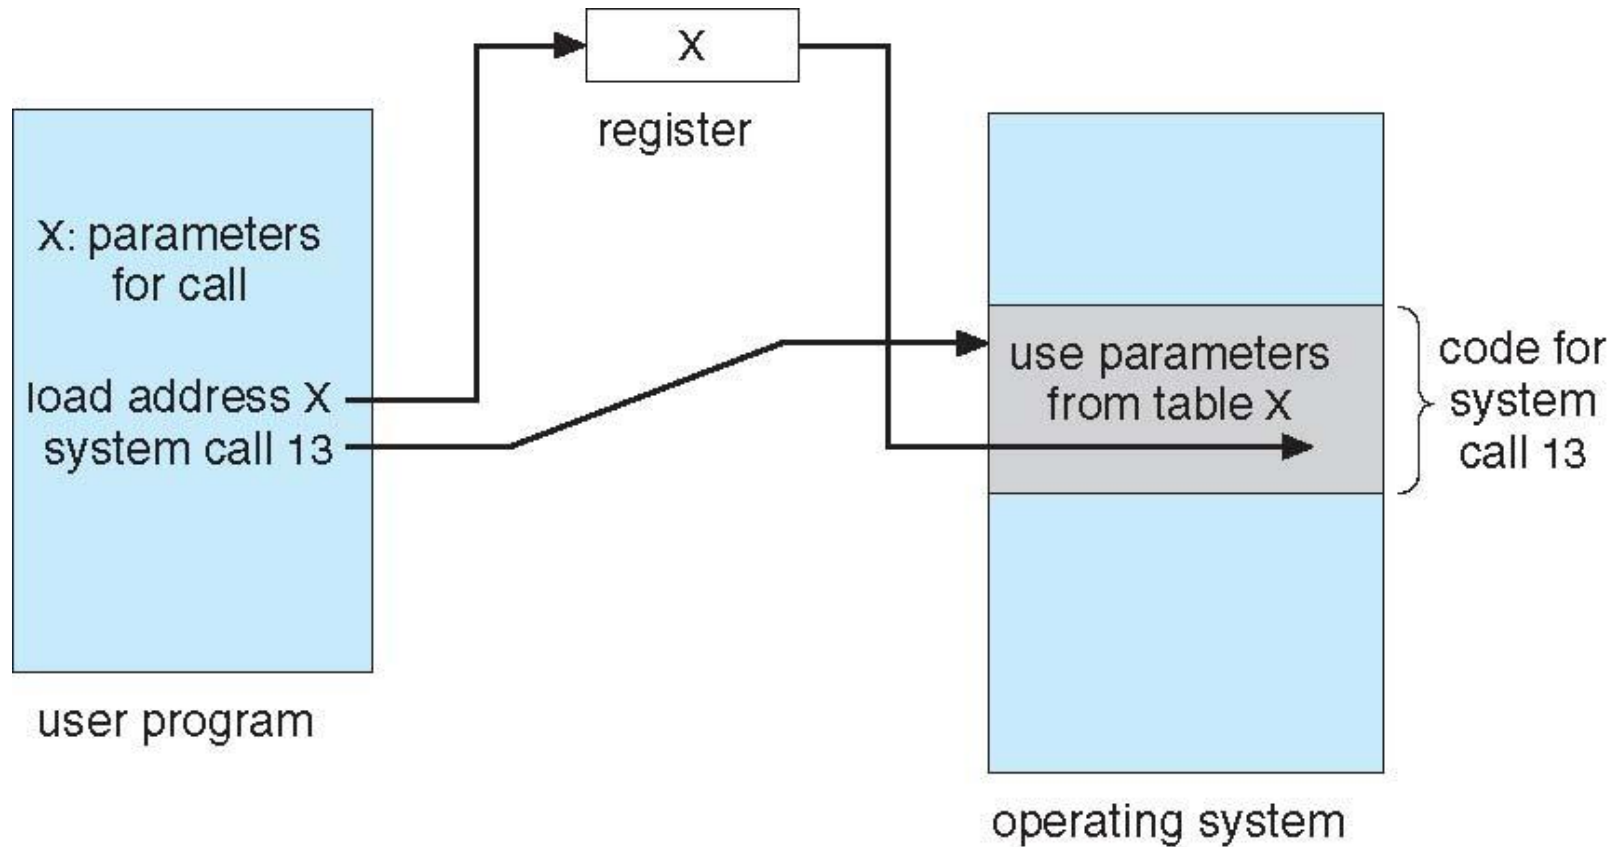 X
register
X: parameters
for call
load address X
system call 13
user program
use parameters
from table X
code for
system
call 13
operating system